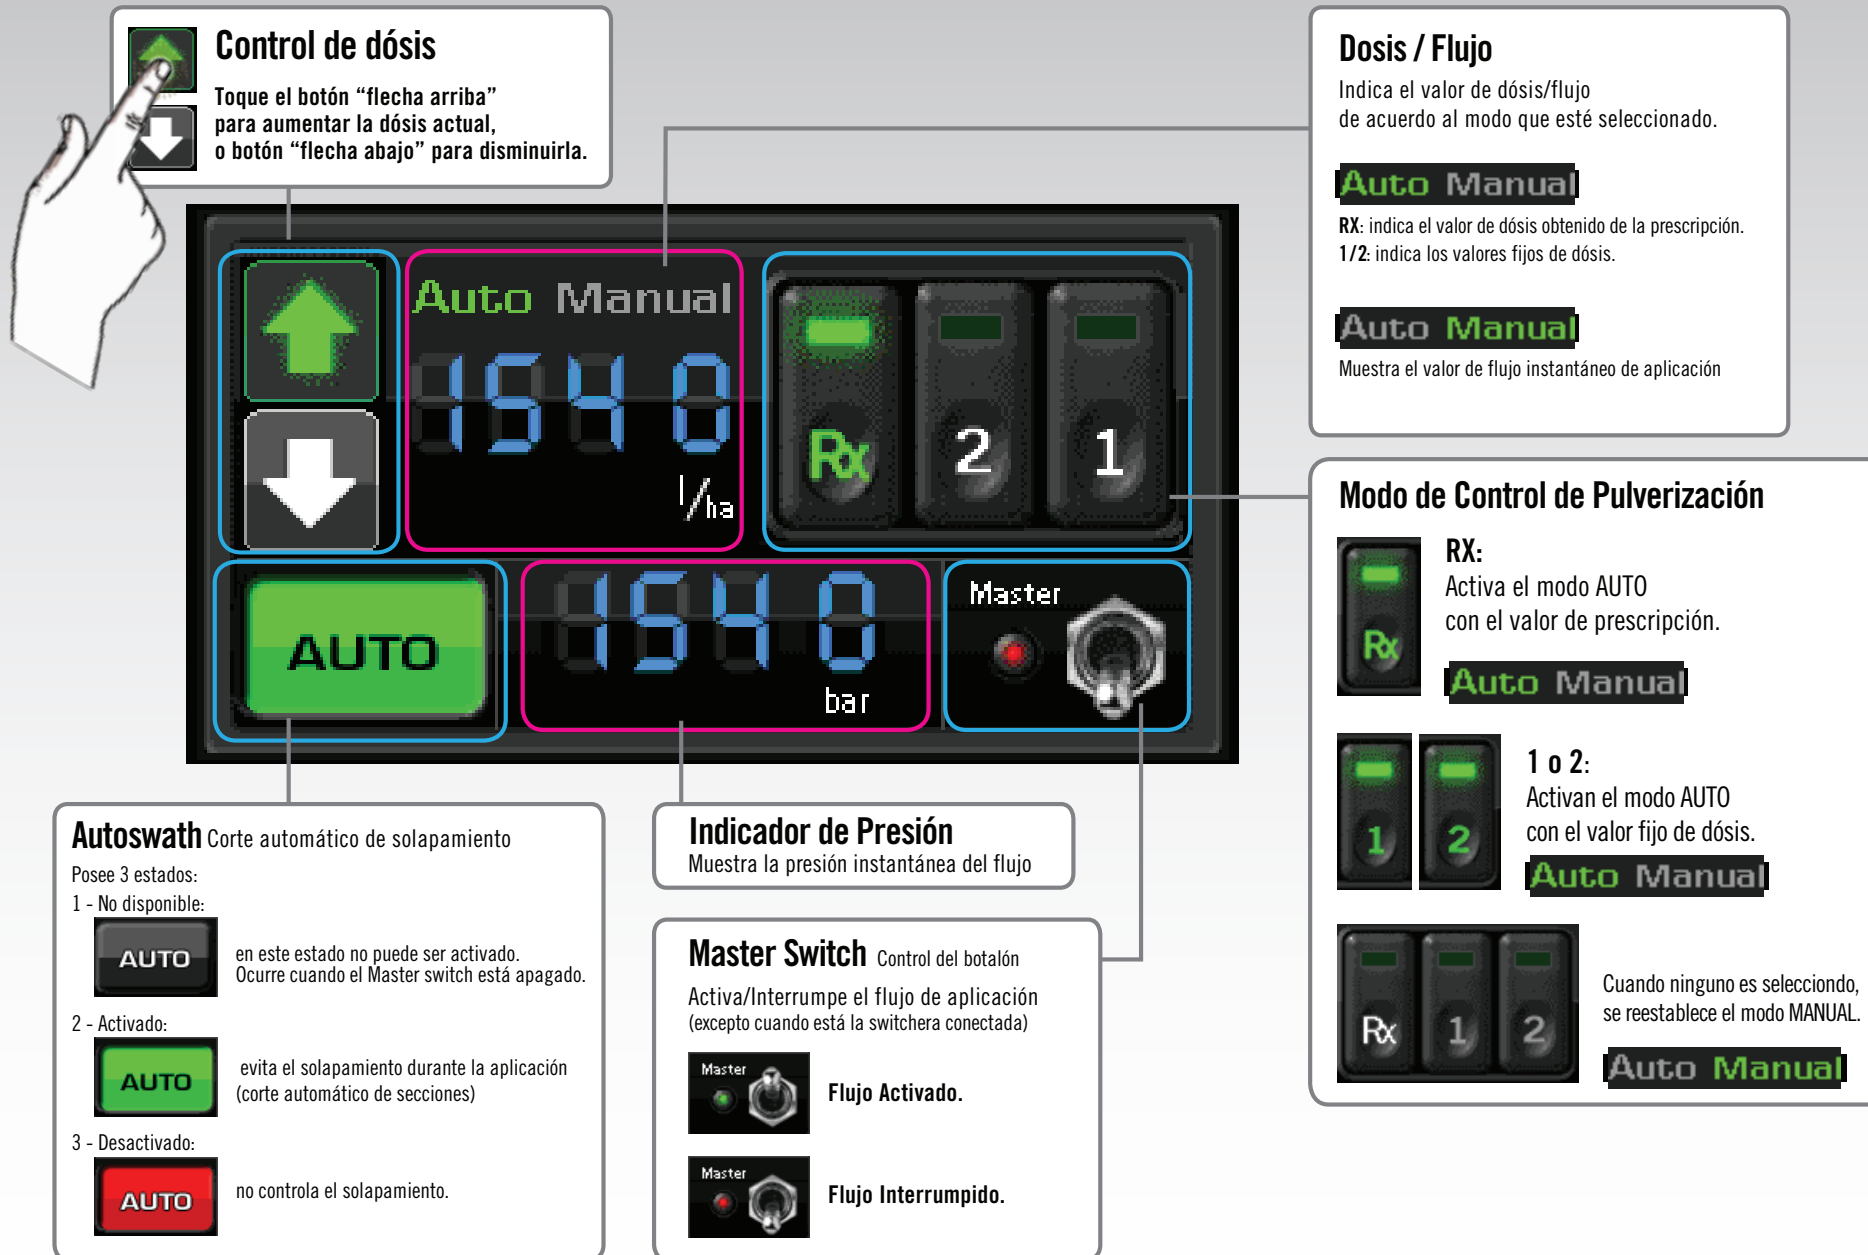 Control de dósis
Toque el botón “flecha arriba”
para aumentar la dósis actual,
o botón “flecha abajo” para disminuirla.
Dosis / Flujo
Indica el valor de dósis/flujo
de acuerdo al modo que esté seleccionado.
Auto Manual
RX: indica el valor de dósis obtenido de la prescripción.
1/2: indica los valores fijos de dósis.
Auto Manual
Muestra el valor de flujo instantáneo de aplicación
Auto Manual
154 0
l/ha
Rx 2 1
AUTO
154 0
bar
Master
Modo de Control de Pulverización
RX:
Activa el modo AUTO
con el valor de prescripción.
Rx
Auto Manual
1 o 2:
Activan el modo AUTO
con el valor fijo de dósis.
1 2
Auto Manual
Cuando ninguno es selecciondo,
se reestablece el modo MANUAL.
Rx 1 2
Auto Manual
Autoswath Corte automático de solapamiento
Posee 3 estados:
1 - No disponible:
AUTO
en este estado no puede ser activado.
Ocurre cuando el Master switch está apagado.
2 - Activado:
AUTO
evita el solapamiento durante la aplicación
(corte automático de secciones)
3 - Desactivado:
AUTO
no controla el solapamiento.
Indicador de Presión
Muestra la presión instantánea del flujo
Master Switch Control del botalón
Activa/Interrumpe el flujo de aplicación
(excepto cuando está la switchera conectada)
Master
Flujo Activado.
Master
Flujo Interrumpido.